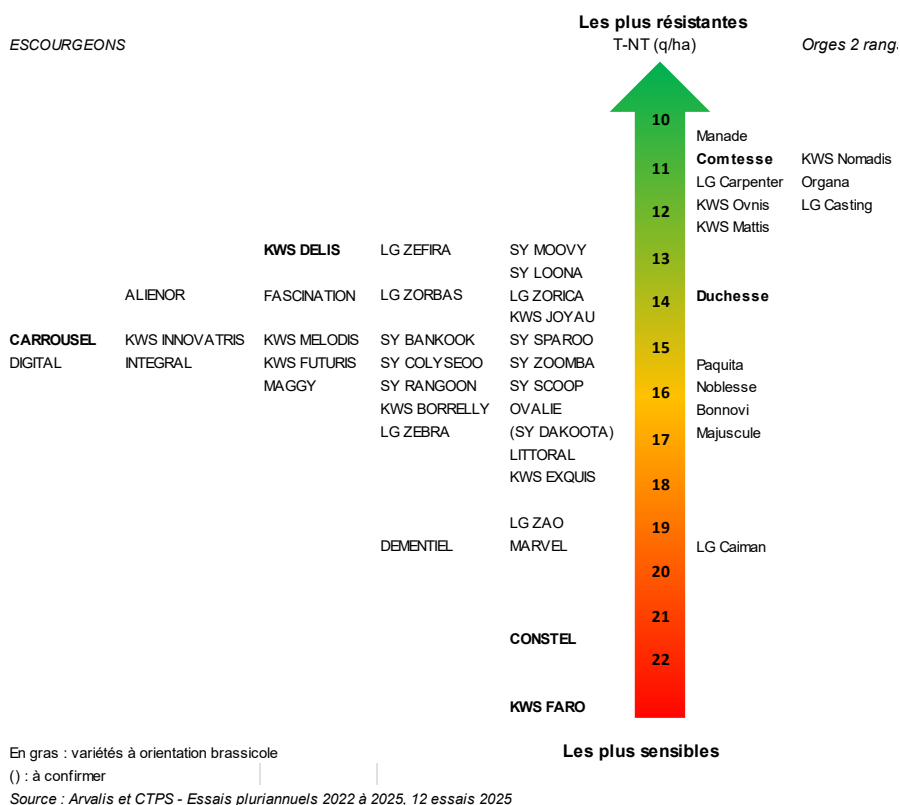 Les plus résistantes
ESCOURGEONS T-NT (q/ha) Orges 2 rangs
10
Manade
Comtesse KWS Nomadis
11
LG Carpenter Organa
KWS Ovnis LG Casting
12
KWS Mattis
KWS DELIS LG ZEFIRA SY MOOVY
13
SY LOONA
ALIENOR FASCINATION LG ZORBAS LG ZORICA 14 Duchesse
KWS JOYAU
CARROUSEL KWS INNOVATRIS KWS MELODIS SY BANKOOK SY SPAROO
15
DIGITAL INTEGRAL KWS FUTURIS SY COLYSEOO SY ZOOMBA Paquita
MAGGY SY RANGOON SY SCOOP 16 Noblesse
KWS BORRELLY OVALIE Bonnovi
LG ZEBRA (SY DAKOOTA) 17 Majuscule
LITTORAL
KWS EXQUIS
18
LG ZAO 19
DEMENTIEL MARVEL LG Caiman
20
21
CONSTEL
22
KWS FARO
En gras : variétés à orientation brassicole Les plus sensibles
() : à confirmer
Source : Arvalis et CTPS - Essais pluriannuels 2022 à 2025, 12 essais 2025